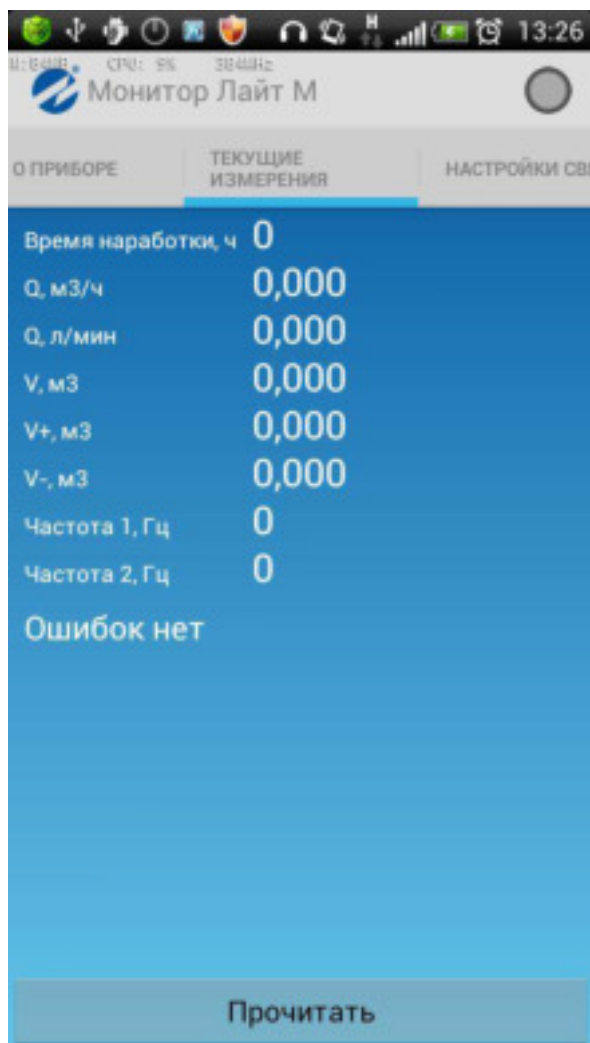 13:26
CPU: 9% 384MHz
Монитор Лайт М
О ПРИБОРЕ
ТЕКУЩИЕ
ИЗМЕРЕНИЯ
НАСТРОЙКИ СВ
Время наработки, ч 0
Q, м3/ч 0,000
Q, л/мин 0,000
V, м3 0,000
V+, м3 0,000
V-, м3 0,000
Частота 1, Гц 0
Частота 2, Гц 0
Ошибок нет
Прочитать